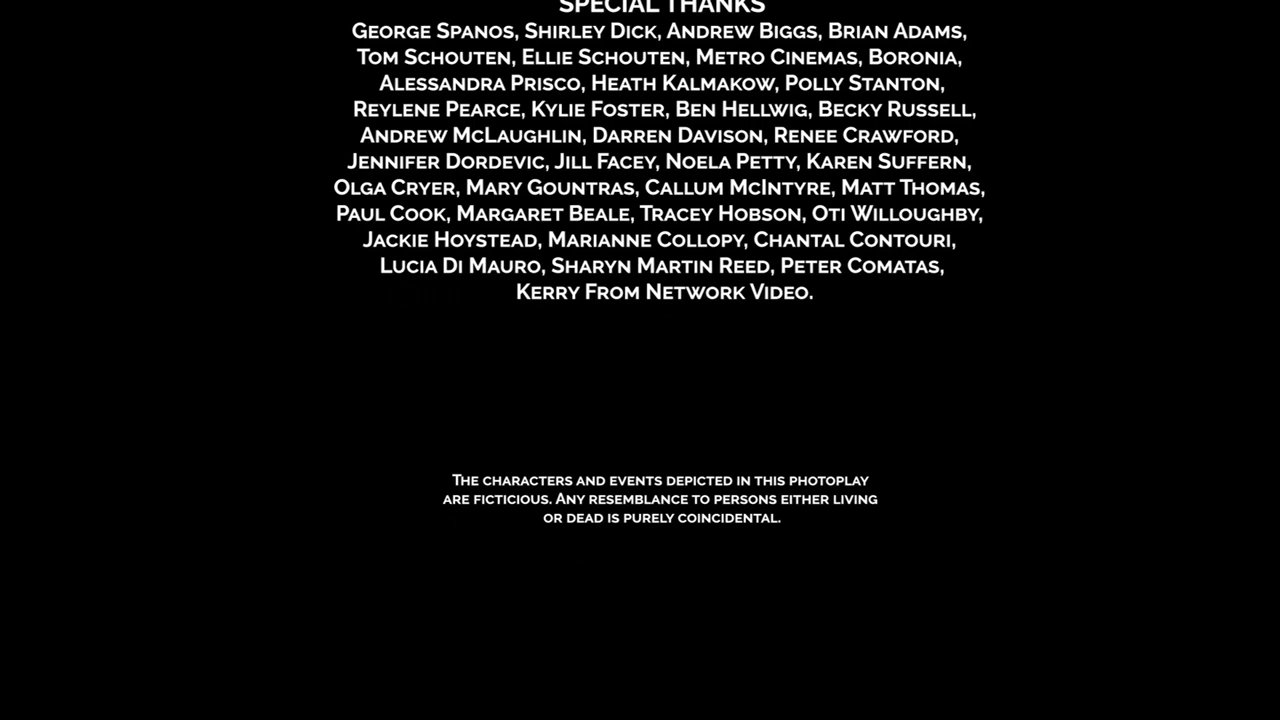 SPECIAL THANKS
GEORGE SPANOS, SHIRLEY DICK, ANDREW BIGGS, BRIAN ADAMS,
TOM SCHOUTEN, ELLIE SCHOUTEN, METRO CINEMAS, BORONIA,
ALESSANDRA PRISCO, HEATH KALMAKOW, POLLY STANTON,
REYLENE PEARCE, KYLIE FOSTER, BEN HELLWIG, BECKY RUSSELL,
ANDREW MCLAUGHLIN, DARREN DAVISON, RENEE CRAWFORD,
JENNIFER DORDEVIC, JILL FACEY, NOELA PETTY, KAREN SUFFERN,
OLGA CRYER, MARY GOUNTRAS, CALLUM MCINTYRE, MATT THOMAS,
PAUL COOK, MARGARET BEALE, TRACEY HOBSON, OTI WILLOUGHBY,
JACKIE HOYSTEAD, MARIANNE COLLOPY, CHANTAL CONTOURI,
LUCIA DI MAURO, SHARYN MARTIN REED, PETER COMATAS,
KERRY FROM NETWORK VIDEO.
THE CHARACTERS AND EVENTS DEPICTED IN THIS PHOTOPLAY
ARE FICTICIOUS. ANY RESEMBLANCE TO PERSONS EITHER LIVING
OR DEAD IS PURELY COINCIDENTAL.